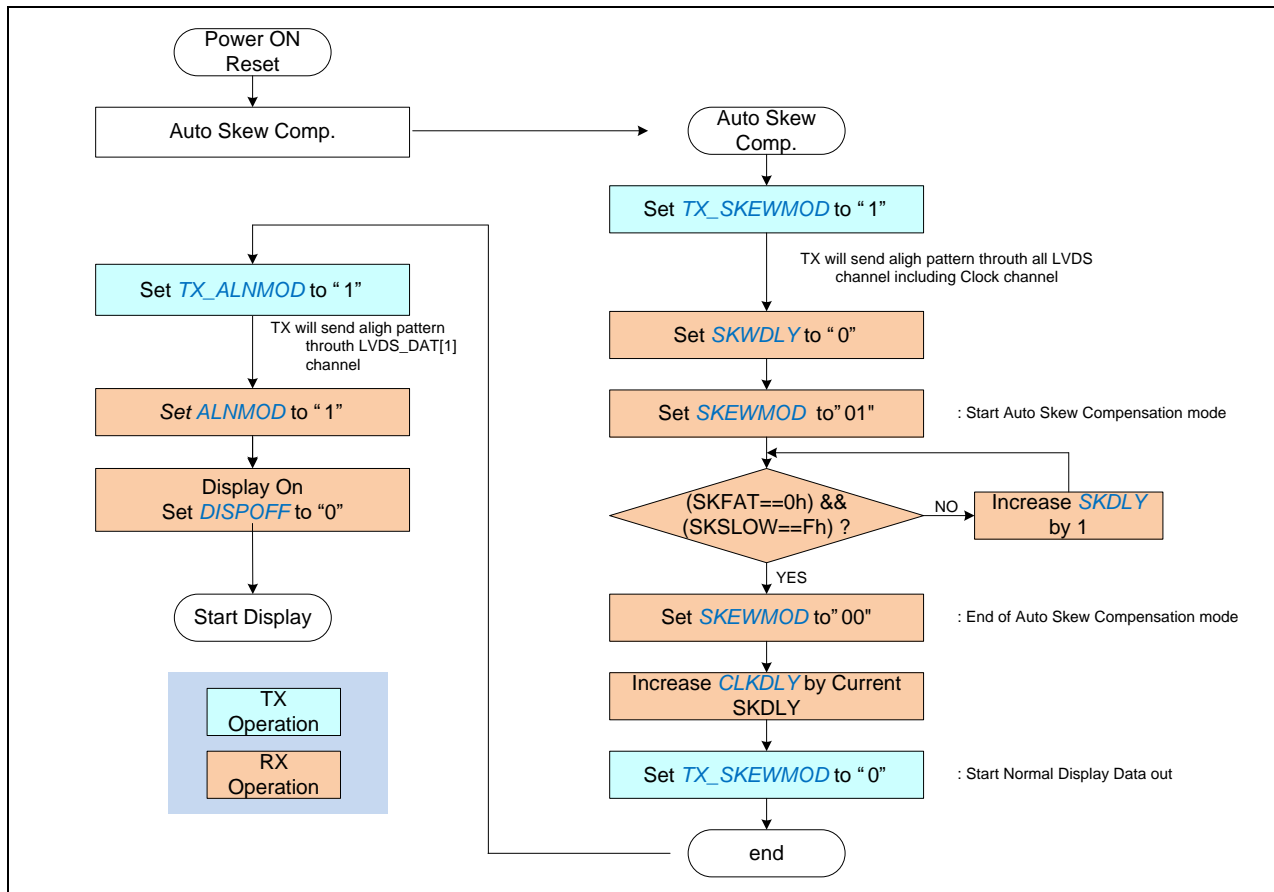 Power ON
Reset
Auto Skew Comp.
Set TX_ALNMOD to “ 1”
TX will send aligh pattern
throuth LVDS_DAT[1]
channel
Set ALNMOD to “ 1”
Display On
Set DISPOFF to “0”
Start Display
TX
Operation
RX
Operation
Auto Skew
Comp.
Set TX_SKEWMOD to “ 1”
TX will send aligh pattern throuth all LVDS
channel including Clock channel
Set SKWDLY to “ 0”
Set SKEWMOD to” 01"
: Start Auto Skew Compensation mode
(SKFAT==0h) &&
(SKSLOW==Fh) ?
NO
Increase SKDLY
by 1
YES
Set SKEWMOD to” 00"
: End of Auto Skew Compensation mode
Increase CLKDLY by Current
SKDLY
Set TX_SKEWMOD to “ 0”
: Start Normal Display Data out
end